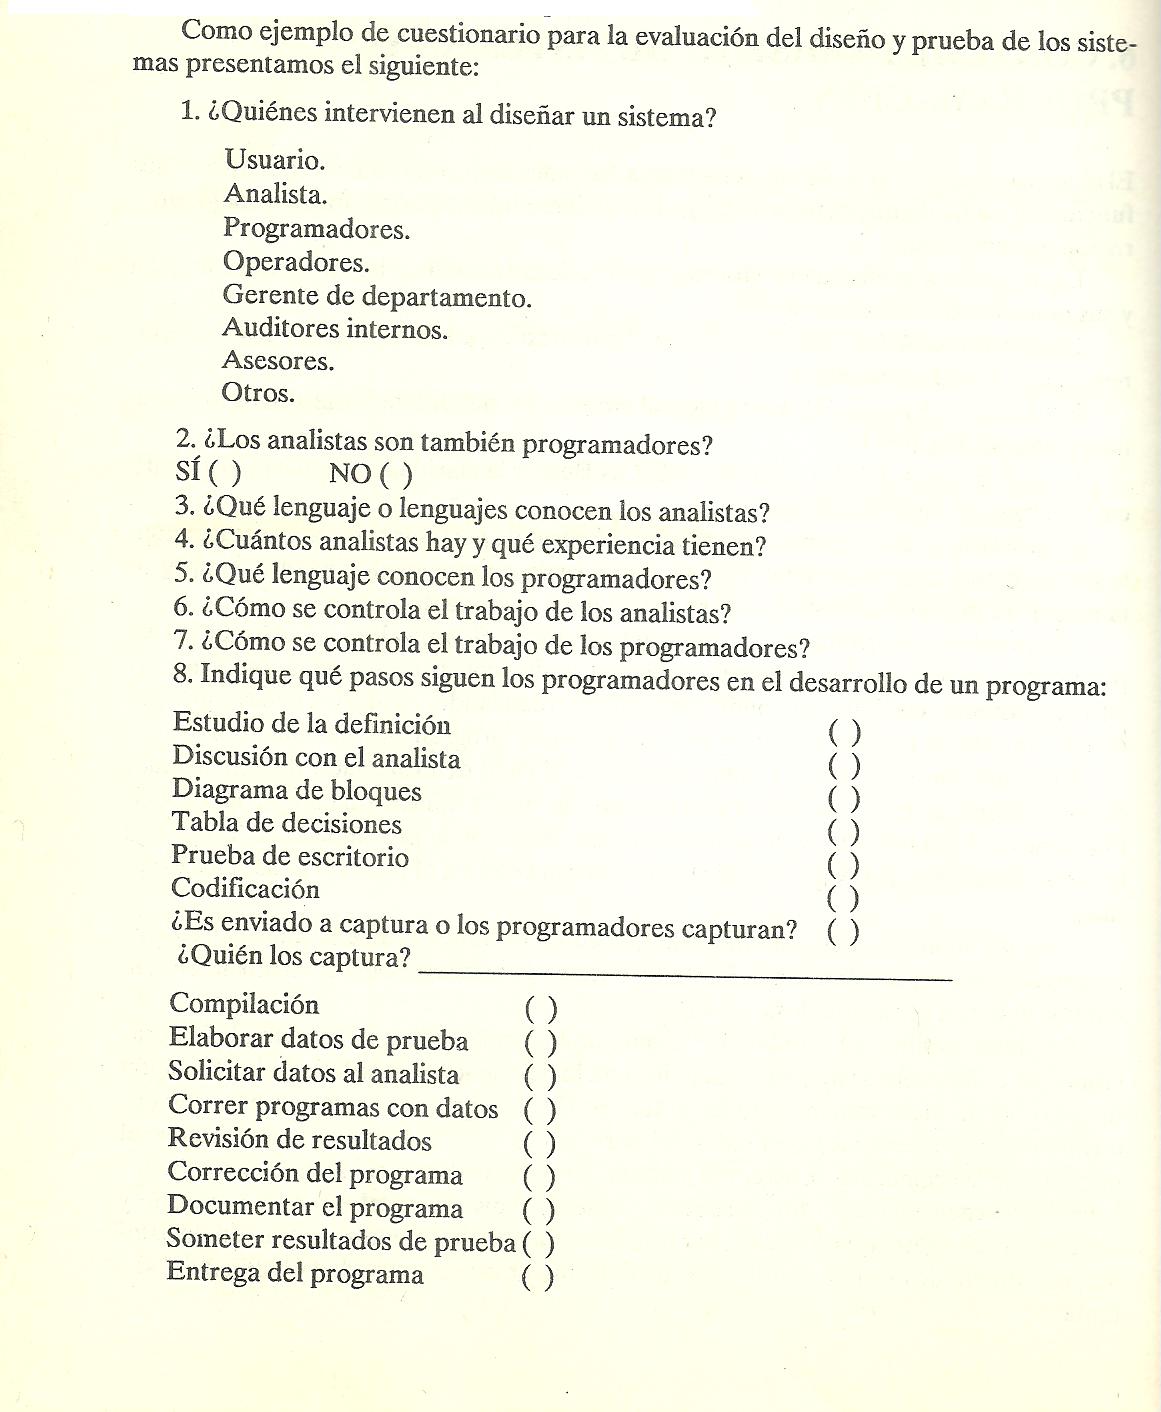 Como ejemplo de cuestionario para la evaluación del diseño y prueba de los siste-
mas presentamos el siguiente:
1. ¿Quiénes intervienen al diseñar un sistema?
Usuario.
Analista.
Programadores.
Operadores.
Gerente de departamento.
Auditores internos.
Asesores.
Otros.
2. ¿Los analistas son también programadores?
SÍ ( ) NO ( )
3. ¿Qué lenguaje o lenguajes conocen los analistas?
4. ¿Cuántos analistas hay y qué experiencia tienen?
5. ¿Qué lenguaje conocen los programadores?
6. ¿Cómo se controla el trabajo de los analistas?
7. ¿Cómo se controla el trabajo de los programadores?
8. Indique qué pasos siguen los programadores en el desarrollo de un programa:
Estudio de la definición ( )
Discusión con el analista ( )
Diagrama de bloques ( )
Tabla de decisiones ( )
Prueba de escritorio ( )
Codificación ( )
¿Es enviado a captura o los programadores capturan? ( )
¿Quién los captura? ____________________
Compilación ( )
Elaborar datos de prueba ( )
Solicitar datos al analista ( )
Correr programas con datos ( )
Revisión de resultados ( )
Corrección del programa ( )
Documentar el programa ( )
Someter resultados de prueba ( )
Entrega del programa ( )